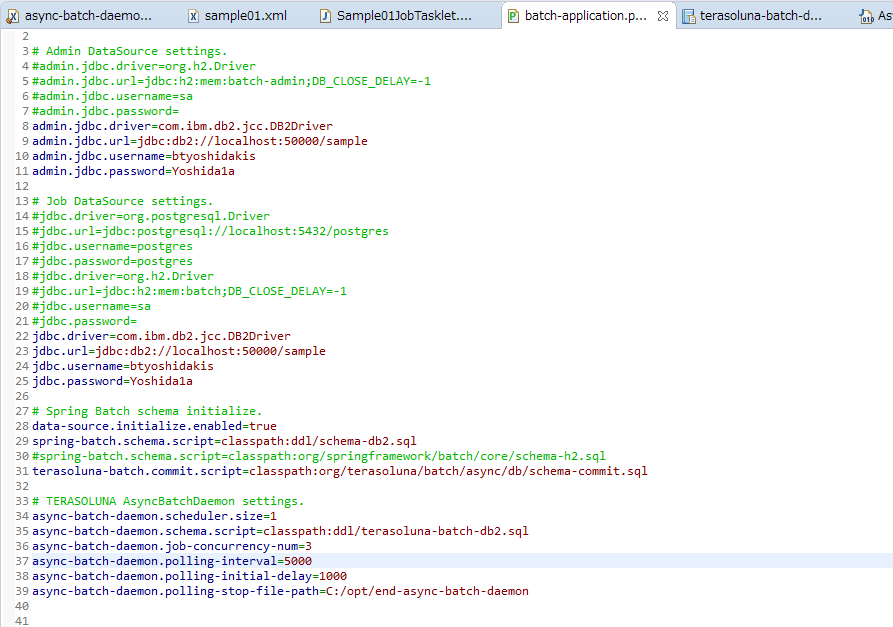 async-batch-daemo... sample01.xml Sample01JobTasklet.... batch-application.p... terasoluna-batch-d... As
2
3 # Admin DataSource settings.
4 #admin.jdbc.driver=org.h2.Driver
5 #admin.jdbc.url=jdbc:h2:mem:batch-admin;DB_CLOSE_DELAY=-1
6 #admin.jdbc.username=sa
7 #admin.jdbc.password=
8 admin.jdbc.driver=com.ibm.db2.jcc.DB2Driver
9 admin.jdbc.url=jdbc:db2://localhost:50000/sample
10 admin.jdbc.username=btyoshidakis
11 admin.jdbc.password=Yoshida1a
12
13 # Job DataSource settings.
14 #jdbc.driver=org.postgresql.Driver
15 #jdbc.url=jdbc:postgresql://localhost:5432/postgres
16 #jdbc.username=postgres
17 #jdbc.password=postgres
18 #jdbc.driver=org.h2.Driver
19 #jdbc.url=jdbc:h2:mem:batch;DB_CLOSE_DELAY=-1
20 #jdbc.username=sa
21 #jdbc.password=
22 jdbc.driver=com.ibm.db2.jcc.DB2Driver
23 jdbc.url=jdbc:db2://localhost:50000/sample
24 jdbc.username=btyoshidakis
25 jdbc.password=Yoshida1a
26
27 # Spring Batch schema initialize.
28 data-source.initialize.enabled=true
29 spring-batch.schema.script=classpath:ddl/schema-db2.sql
30 #spring-batch.schema.script=classpath:org/springframework/batch/core/schema-h2.sql
31 terasoluna-batch.commit.script=classpath:org/terasoluna/batch/async/db/schema-commit.sql
32
33 # TERASOLUNA AsyncBatchDaemon settings.
34 async-batch-daemon.scheduler.size=1
35 async-batch-daemon.schema.script=classpath:ddl/terasoluna-batch-db2.sql
36 async-batch-daemon.job-concurrency-num=3
37 async-batch-daemon.polling-interval=5000
38 async-batch-daemon.polling-initial-delay=1000
39 async-batch-daemon.polling-stop-file-path=C:/opt/end-async-batch-daemon
40
41